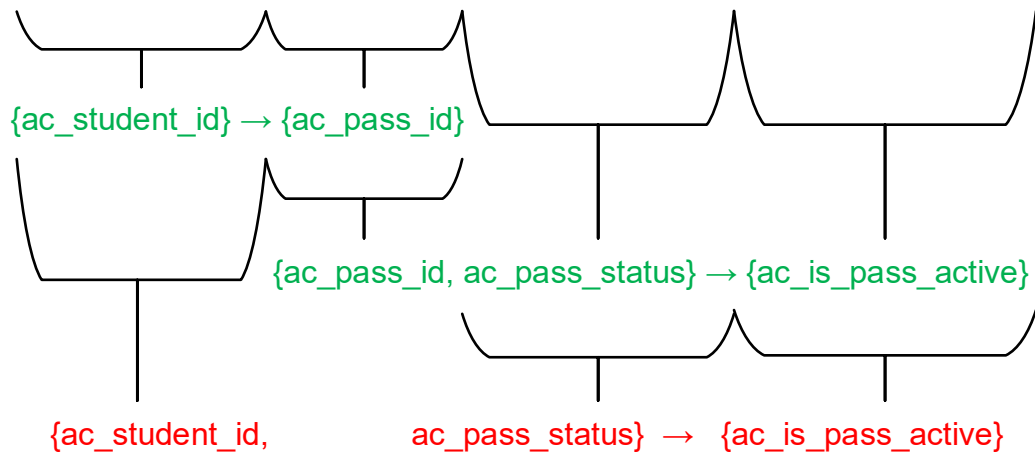 {ac_student_id} → {ac_pass_id}
{ac_pass_id, ac_pass_status} → {ac_is_pass_active}
{ac_student_id, ac_pass_status} → {ac_is_pass_active}